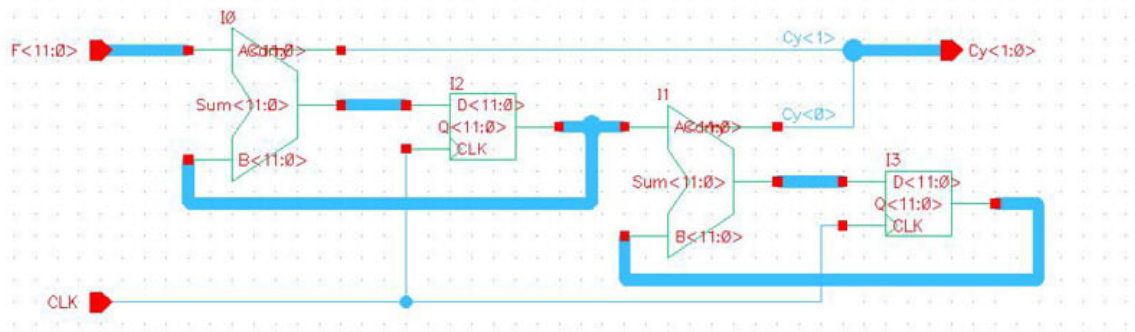 I0
F<11:0>
Cy<1>
Cy<1:0>
I2
Sum<11:0>
D<11:0>
I1
Q<11:0>
Cy<0>
CLK
B<11:0>
I3
Sum<11:0>
D<11:0>
Q<11:0>
CLK
B<11:0>
CLK